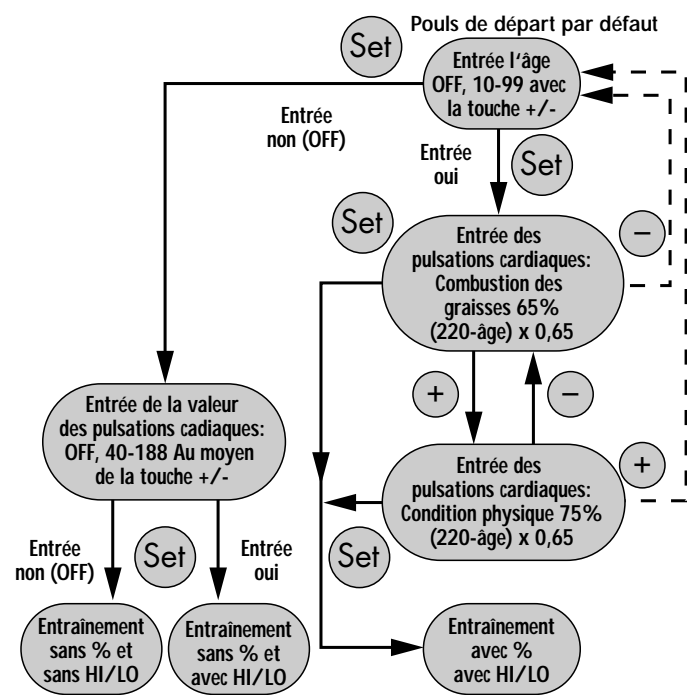 Pouls de départ par défaut
Set
Entrée l'âge
OFF, 10-99 avec
la touche +/-
Entrée
non (OFF)
Entrée
oui
Set
Set
Entrée des
pulsations cardiaques:
Combustion des
graisses 65%
(220-âge) x 0,65
−
+
−
Entrée de la valeur
des pulsations cadiaques:
OFF, 40-188 Au moyen
de la touche +/-
Entrée des
pulsations cardiaques:
Condition physique 75%
(220-âge) x 0,65
+
Entrée
non (OFF)
Set
Entrée
oui
Set
Entraînement
sans % et
sans HI/LO
Entraînement
sans % et
avec HI/LO
Entraînement
avec %
avec HI/LO